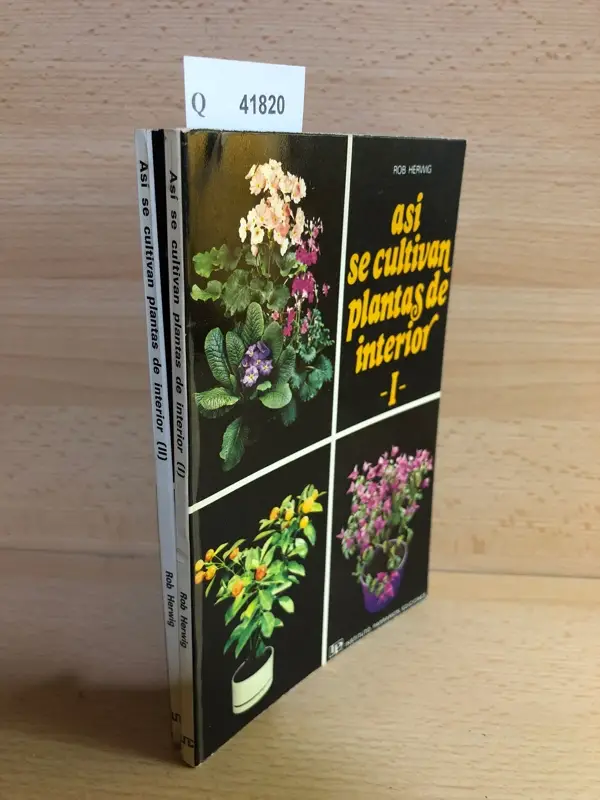 Q 41820
ROB HERWIG
asi
se cultivan
plantas de
interior
-I-
Asi se cultivan plantas de interior (I) Rob Herwig
Asi se cultivan plantas de interior (II) Rob Herwig